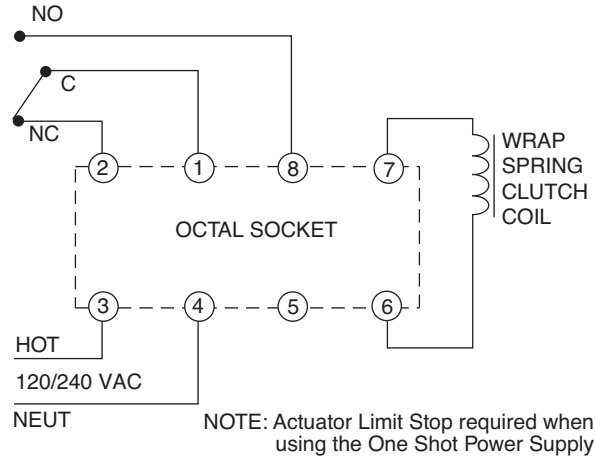 NO
C
NC
2 1 8 7
WRAP
SPRING
CLUTCH
COIL
OCTAL SOCKET
3 4 5 6
HOT
120/240 VAC
NEUT
NOTE: Actuator Limit Stop required when
using the One Shot Power Supply